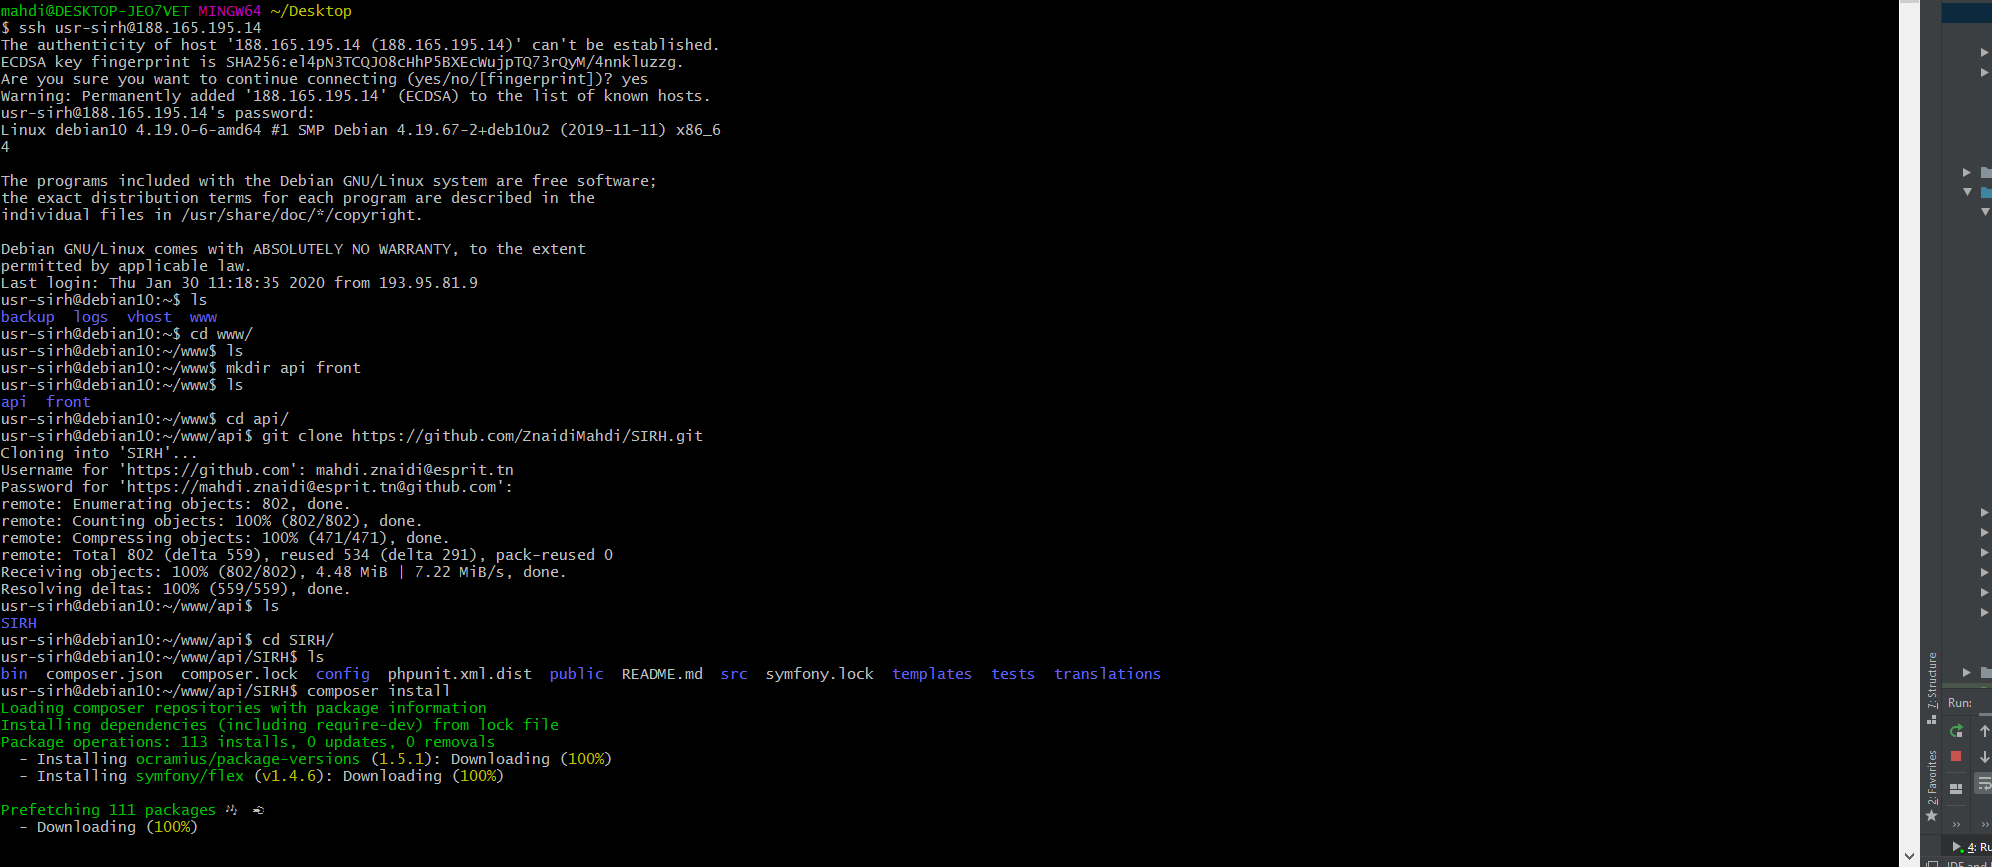 mahdi@DESKTOP-JEO7VET MINGW64 ~/Desktop
$ ssh usr-sirh@188.165.195.14
The authenticity of host '188.165.195.14 (188.165.195.14)' can't be established.
ECDSA key fingerprint is SHA256:el4pN3TCQJO8cHhP5BXEcWujpTQ73rQyM/4nnkluzzg.
Are you sure you want to continue connecting (yes/no/[fingerprint])? yes
Warning: Permanently added '188.165.195.14' (ECDSA) to the list of known hosts.
usr-sirh@188.165.195.14's password:
Linux debian10 4.19.0-6-amd64 #1 SMP Debian 4.19.67-2+deb10u2 (2019-11-11) x86_6
4
The programs included with the Debian GNU/Linux system are free software;
the exact distribution terms for each program are described in the
individual files in /usr/share/doc/*/copyright.
Debian GNU/Linux comes with ABSOLUTELY NO WARRANTY, to the extent
permitted by applicable law.
Last login: Thu Jan 30 11:18:35 2020 from 193.95.81.9
usr-sirh@debian10:~$ ls
backup  logs  vhost  www
usr-sirh@debian10:~$ cd www/
usr-sirh@debian10:~/www$ ls
usr-sirh@debian10:~/www$ mkdir api front
usr-sirh@debian10:~/www$ ls
api  front
usr-sirh@debian10:~/www$ cd api/
usr-sirh@debian10:~/www/api$ git clone https://github.com/ZnaidiMahdi/SIRH.git
Cloning into 'SIRH'...
Username for 'https://github.com': mahdi.znaidi@esprit.tn
Password for 'https://mahdi.znaidi@esprit.tn@github.com':
remote: Enumerating objects: 802, done.
remote: Counting objects: 100% (802/802), done.
remote: Compressing objects: 100% (471/471), done.
remote: Total 802 (delta 559), reused 534 (delta 291), pack-reused 0
Receiving objects: 100% (802/802), 4.48 MiB | 7.22 MiB/s, done.
Resolving deltas: 100% (559/559), done.
usr-sirh@debian10:~/www/api$ ls
SIRH
usr-sirh@debian10:~/www/api$ cd SIRH/
usr-sirh@debian10:~/www/api/SIRH$ ls
bin  composer.json  composer.lock  config  phpunit.xml.dist  public  README.md  src  symfony.lock  templates  tests  translations
usr-sirh@debian10:~/www/api/SIRH$ composer install
Loading composer repositories with package information
Installing dependencies (including require-dev) from lock file
Package operations: 113 installs, 0 updates, 0 removals
  - Installing ocramius/package-versions (1.5.1): Downloading (100%)
  - Installing symfony/flex (v1.4.6): Downloading (100%)
Prefetching 111 packages
  - Downloading (100%)
7: Structure
Run:
2: Favorites
4: Ru